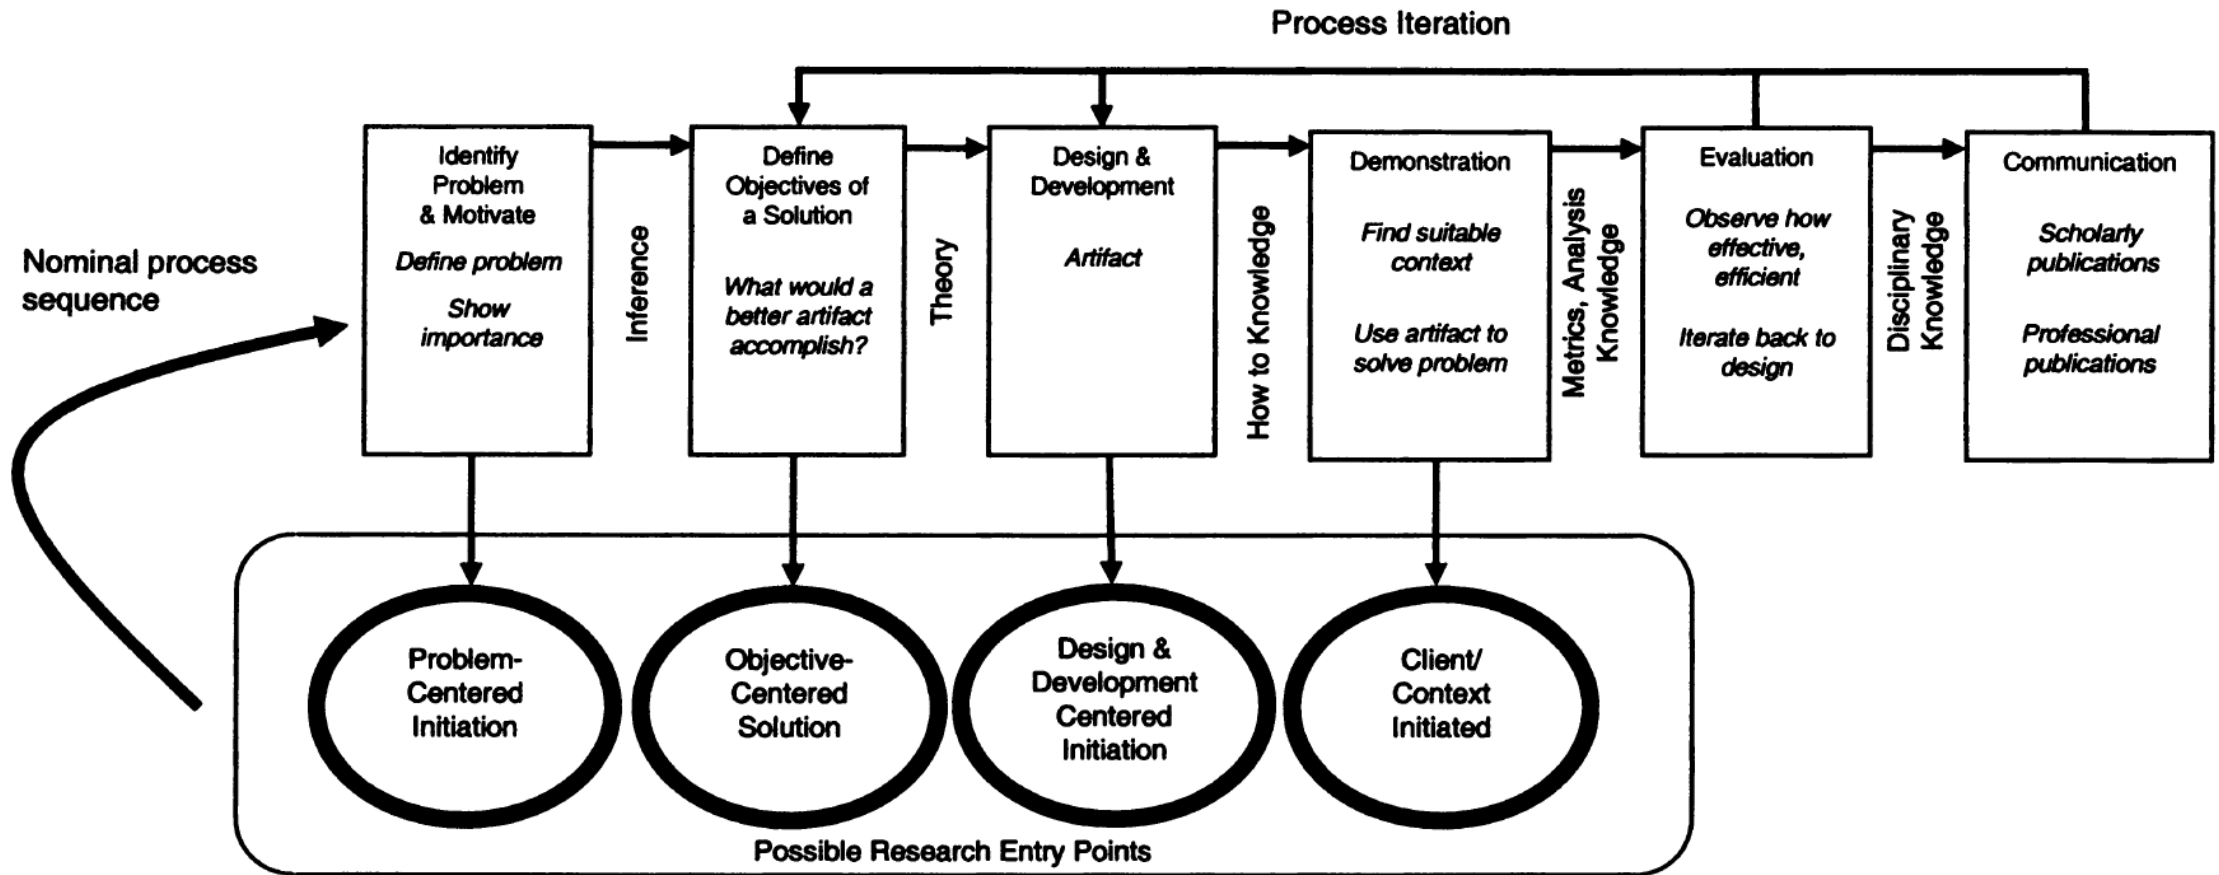 Process Iteration
Nominal process
sequence
Identify
Problem
& Motivate
Define problem
Show
importance
Inference
Define
Objectives of
a Solution
What would a
better artifact
accomplish?
Theory
Design &
Development
Artifact
How to Knowledge
Demonstration
Find suitable
context
Use artifact to
solve problem
Metrics, Analysis
Knowledge
Evaluation
Observe how
effective,
efficient
Iterate back to
design
Disciplinary
Knowledge
Communication
Scholarly
publications
Professional
publications
Problem-
Centered
Initiation
Objective-
Centered
Solution
Design &
Development
Centered
Initiation
Client/
Context
Initiated
Possible Research Entry Points